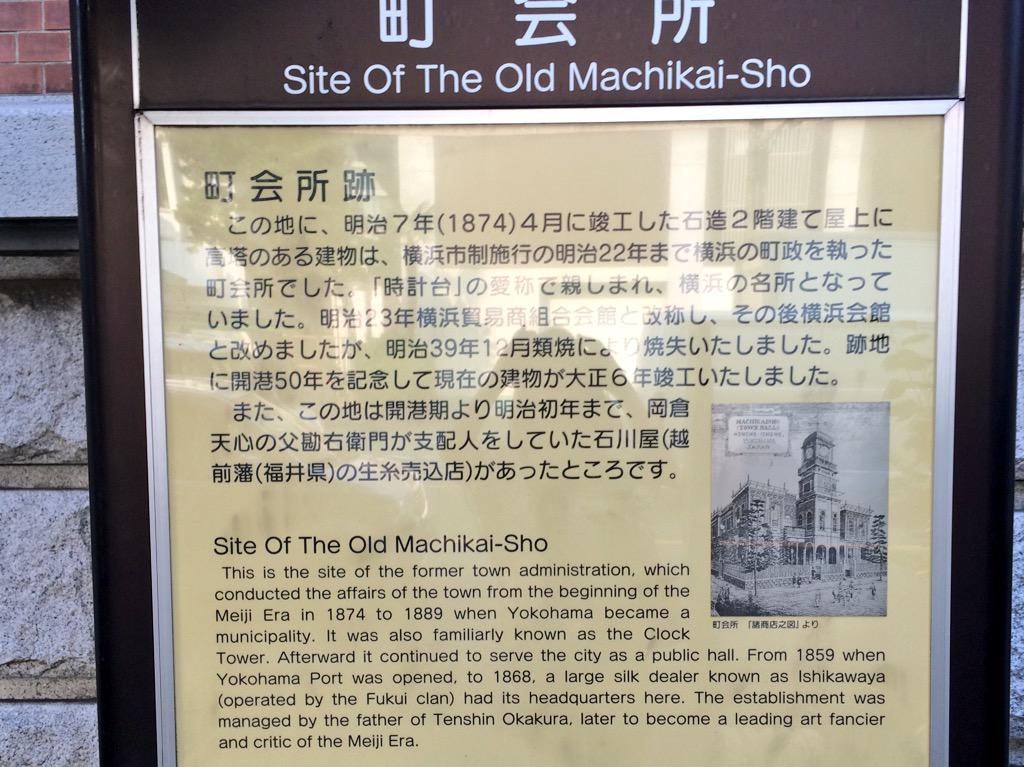 町会所
Site Of The Old Machikai-Sho
町会所跡
この地に、明治7年(1874)4月に竣工した石造2階建て屋上に
高塔のある建物は、横浜市制施行の明治22年まで横浜の町政を執った
町会所でした。「時計台」の愛称で親しまれ、横浜の名所となって
いました。明治23年横浜貿易商組合会館と改称し、その後横浜会館
と改めましたが、明治39年12月類焼により焼失いたしました。跡地
に開港50年を記念して現在の建物が大正6年竣工いたしました。
また、この地は開港期より明治初年まで、岡倉
天心の父勘右衛門が支配人をしていた石川屋(越
前藩(福井県)の生糸売込店)があったところです。
MACHIKAISHO
(TOWN HALL)
HONCHO-ICHOME,
YOKOHAMA
JAPAN
町会所 「諸商店之図」より
Site Of The Old Machikai-Sho
This is the site of the former town administration, which
conducted the affairs of the town from the beginning of the
Meiji Era in 1874 to 1889 when Yokohama became a
municipality. It was also familiarly known as the Clock
Tower. Afterward it continued to serve the city as a public hall. From 1859 when
Yokohama Port was opened, to 1868, a large silk dealer known as Ishikawaya
(operated by the Fukui clan) had its headquarters here. The establishment was
managed by the father of Tenshin Okakura, later to become a leading art fancier
and critic of the Meiji Era.